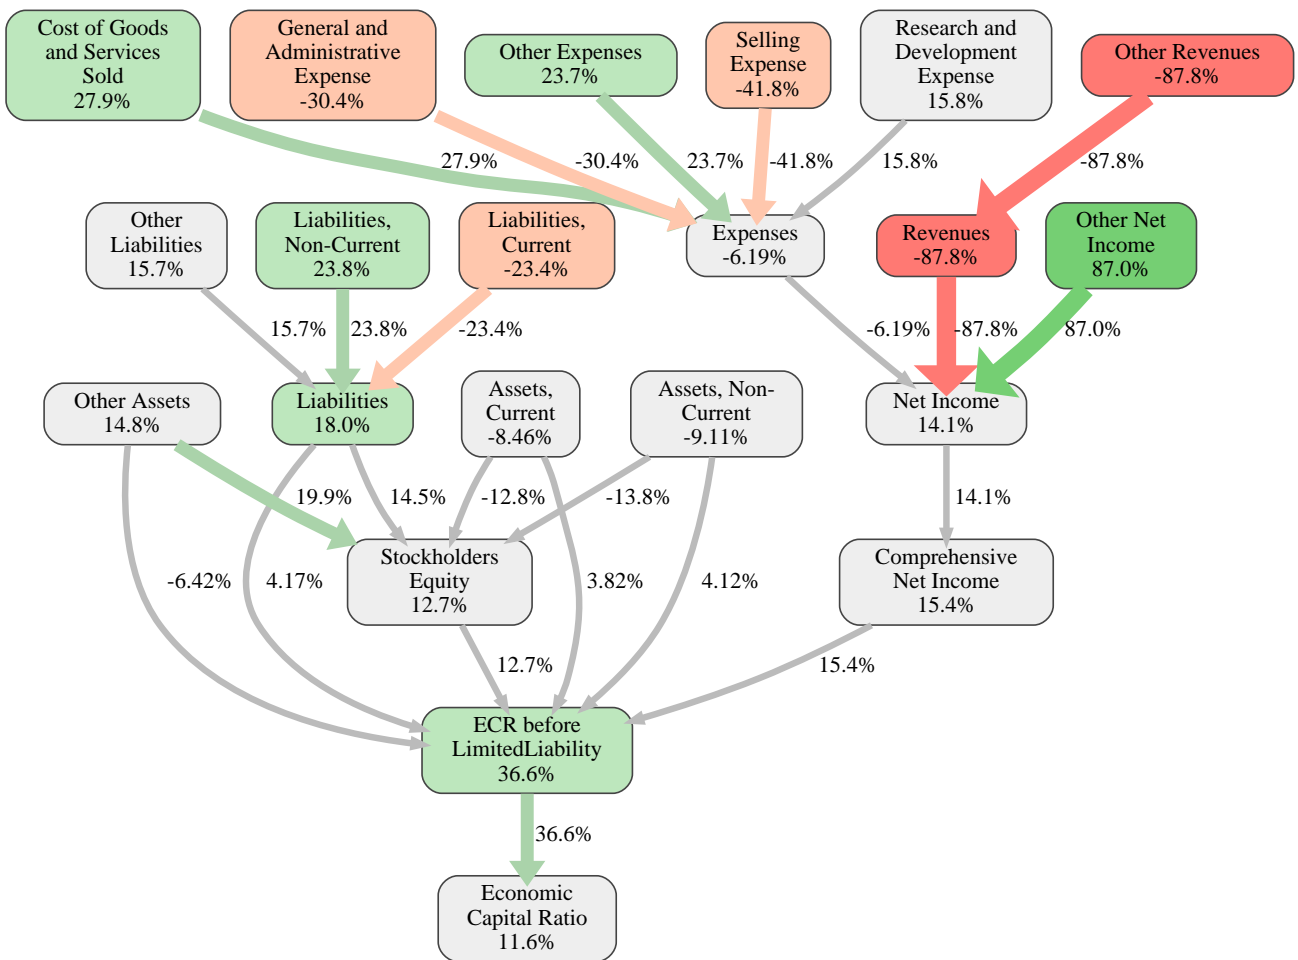 Cost of Goods
and Services
Sold
27.9%
General and
Administrative
Expense
-30.4%
Other Expenses
23.7%
Selling
Expense
-41.8%
Research and
Development
Expense
15.8%
Other Revenues
-87.8%
27.9%
-30.4%
23.7%
-41.8%
15.8%
-87.8%
Other
Liabilities
15.7%
Liabilities,
Non-Current
23.8%
Liabilities,
Current
-23.4%
Expenses
-6.19%
Revenues
-87.8%
Other Net
Income
87.0%
15.7%
23.8%
-23.4%
-6.19%
-87.8%
87.0%
Other Assets
14.8%
Liabilities
18.0%
Assets,
Current
-8.46%
Assets, Non-
Current
-9.11%
Net Income
14.1%
19.9%
14.5%
-12.8%
-13.8%
14.1%
-6.42%
4.17%
Stockholders
Equity
12.7%
3.82%
4.12%
Comprehensive
Net Income
15.4%
12.7%
15.4%
ECR before
LimitedLiability
36.6%
36.6%
Economic
Capital Ratio
11.6%